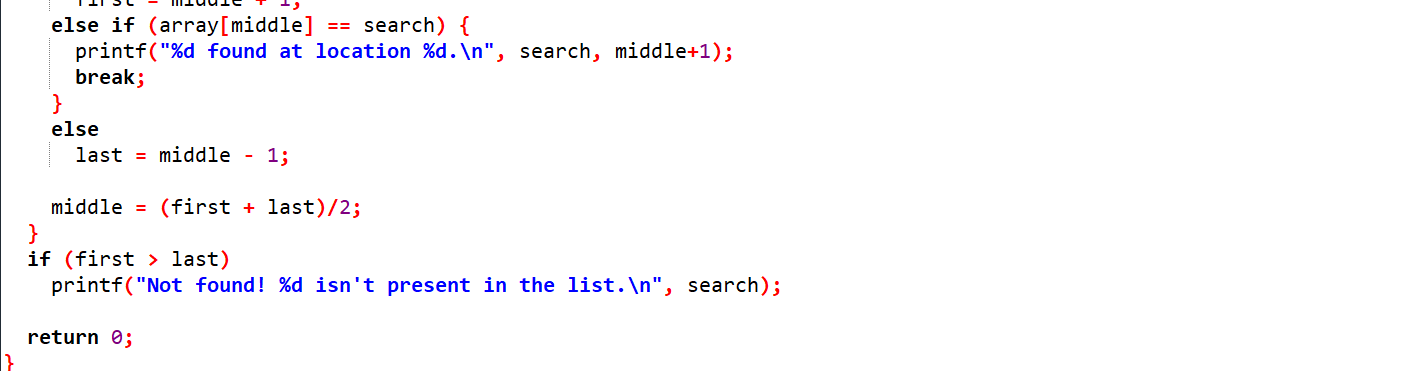 first = middle + 1;
else if (array[middle] == search) {
printf("%d found at location %d.\n", search, middle+1);
break;
}
else
last = middle - 1;
middle = (first + last)/2;
}
if (first > last)
printf("Not found! %d isn't present in the list.\n", search);
return 0;
}